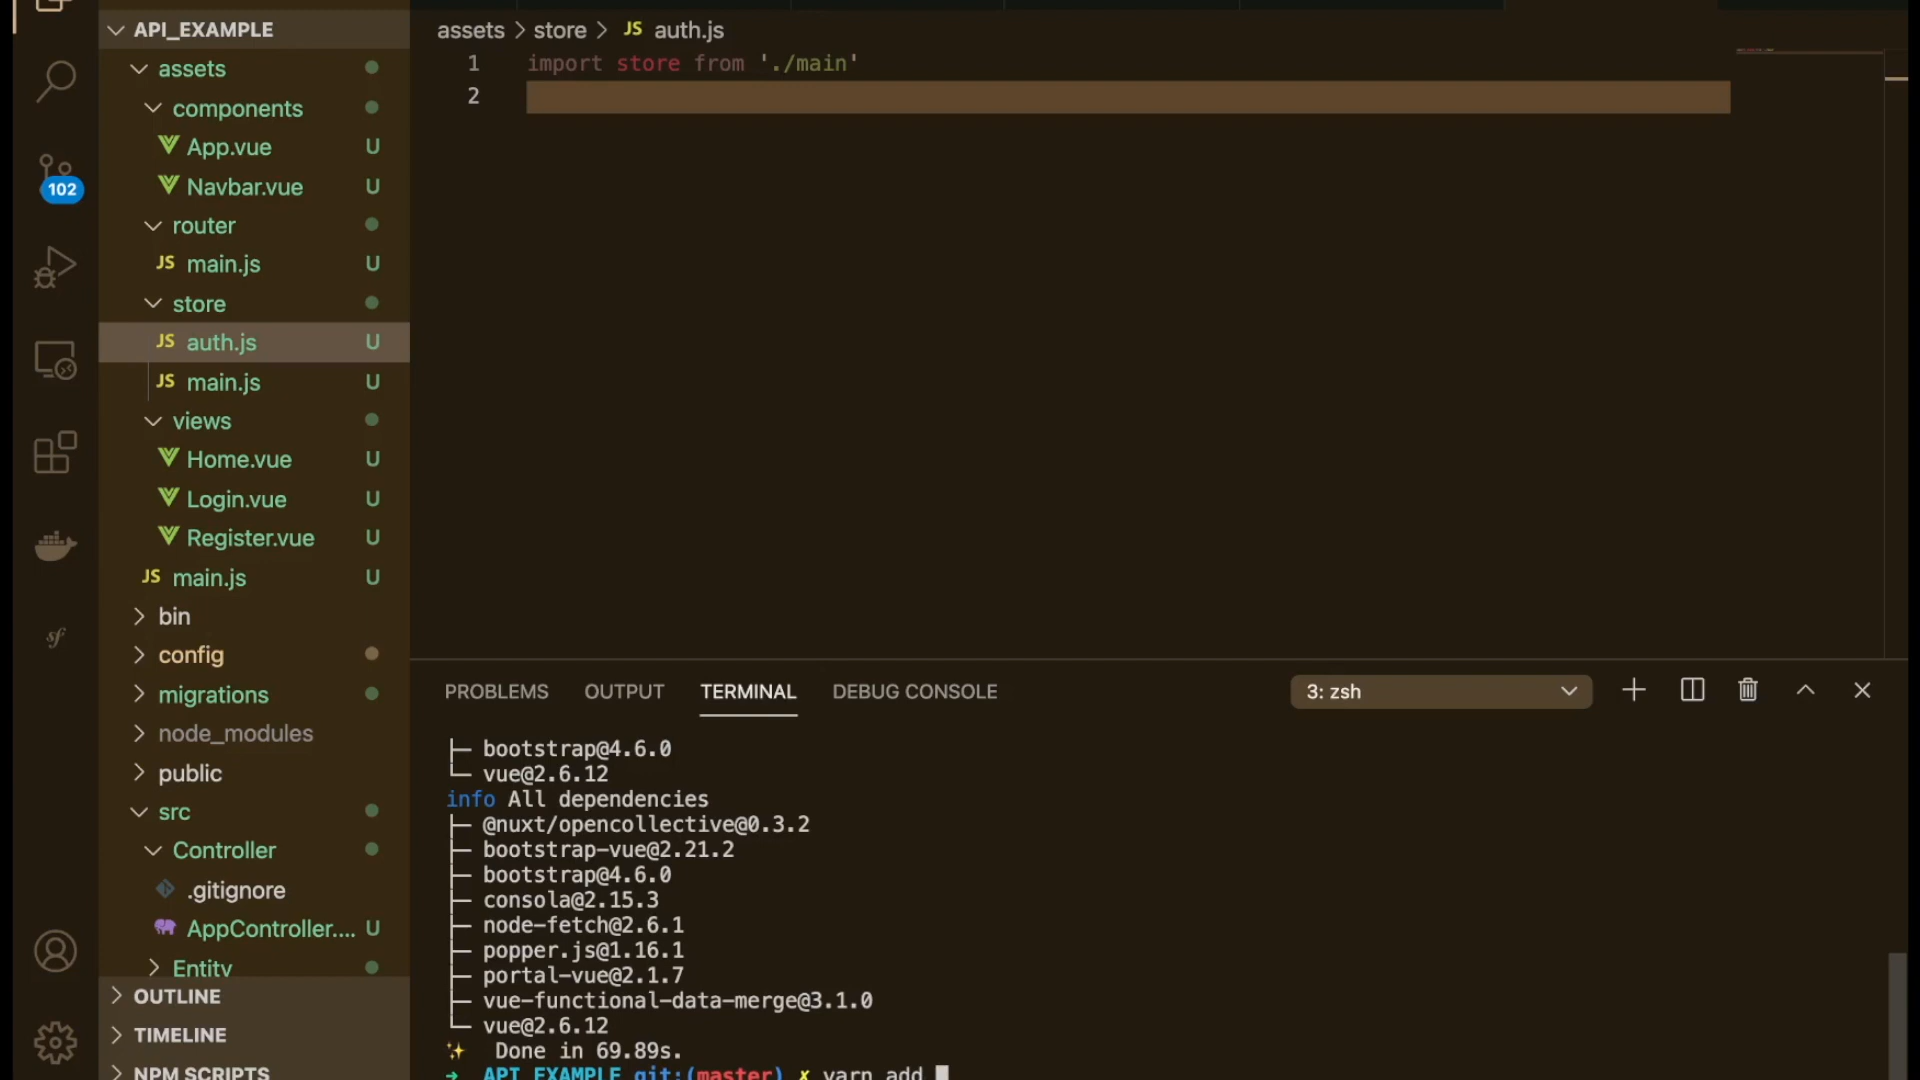 API_EXAMPLE
assets
components
App.vue U
Navbar.vue U
router
JS main.js U
store
JS auth.js U
JS main.js U
views
Home.vue U
Login.vue U
Register.vue U
JS main.js U
bin
config
migrations
node_modules
public
src
Controller
.gitignore
AppController.... U
Entity
OUTLINE
TIMELINE
NPM SCRIPTS
102
sf
assets > store > JS auth.js
1 import store from './main'
2
PROBLEMS OUTPUT TERMINAL DEBUG CONSOLE 3: zsh
├─ bootstrap@4.6.0
└─ vue@2.6.12
info All dependencies
├─ @nuxt/opencollective@0.3.2
├─ bootstrap-vue@2.21.2
├─ bootstrap@4.6.0
├─ consola@2.15.3
├─ node-fetch@2.6.1
├─ popper.js@1.16.1
├─ portal-vue@2.1.7
├─ vue-functional-data-merge@3.1.0
└─ vue@2.6.12
✨ Done in 69.89s.
➜ API_EXAMPLE git:(master) ✗ yarn add